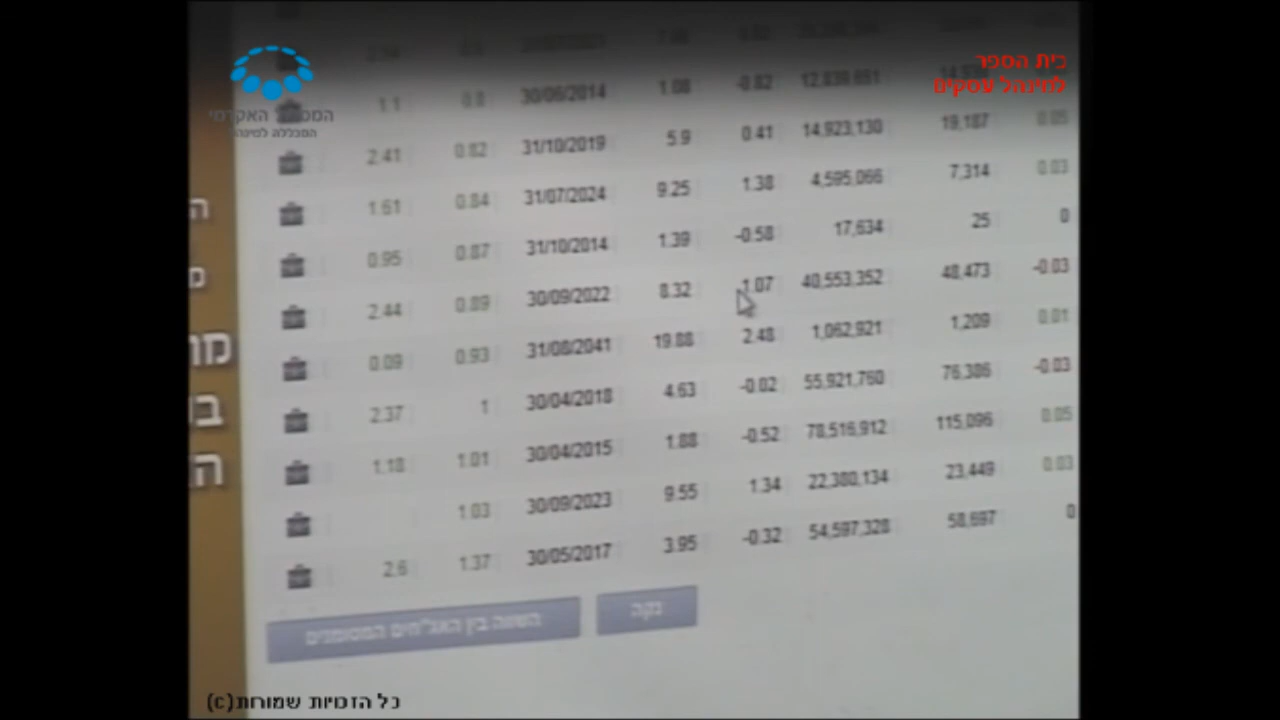 בית הספר
למינהל עסקים
1.1 0.8 30/06/2014 1.08 -0.82
2.41 0.82 31/10/2019 5.9 0.41 14,923,130 19,187 0.05
1.61 0.84 31/07/2024 9.25 1.38 4,595,066 7,314 0.03
0.95 0.87 31/10/2014 1.39 -0.58 17,634 25 0
2.44 0.89 30/09/2022 8.32 1.07 40,553,352 48,473 -0.03
0.09 0.93 31/08/2041 19.88 2.48 1,062,921 1,209 0.01
2.37 1 30/04/2018 4.63 -0.02 55,921,760 76,386 -0.03
1.18 1.01 30/04/2015 1.88 -0.52 78,516,912 115,096 0.05
1.03 30/09/2023 9.55 1.34 22,380,134 23,449 0.03
2.6 1.37 30/05/2017 3.95 -0.32 54,597,328 58,697 0
השווה בין האג"חים המסומנים נקה
כל הזכויות שמורות(c)